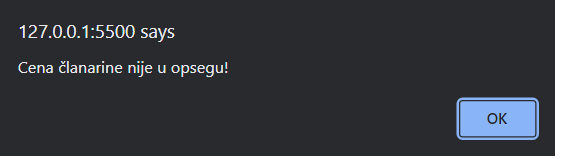 127.0.0.1:5500 says
Cena članarine nije u opsegu!
OK